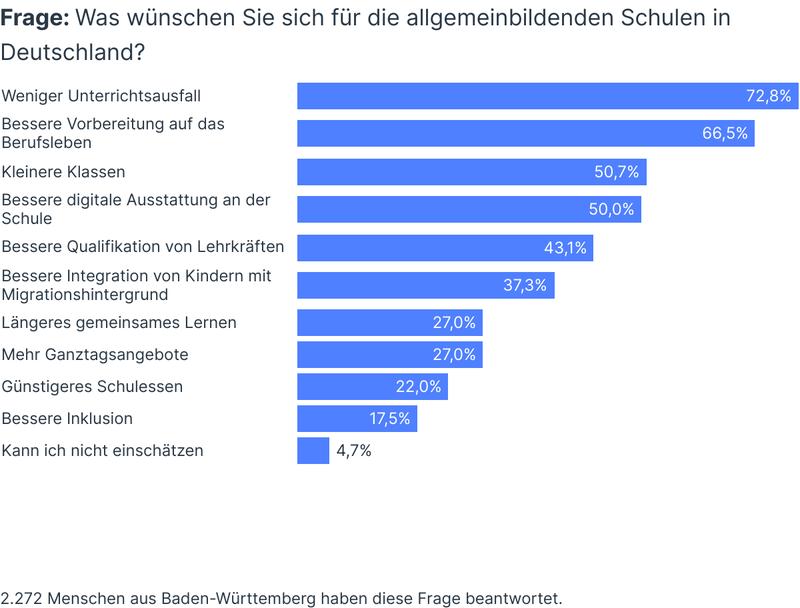 Frage: Was wünschen Sie sich für die allgemeinbildenden Schulen in
Deutschland?
Weniger Unterrichtsausfall 72,8%
Bessere Vorbereitung auf das
Berufsleben 66,5%
Kleinere Klassen 50,7%
Bessere digitale Ausstattung an der
Schule 50,0%
Bessere Qualifikation von Lehrkräften 43,1%
Bessere Integration von Kindern mit
Migrationshintergrund 37,3%
Längeres gemeinsames Lernen 27,0%
Mehr Ganztagsangebote 27,0%
Günstigeres Schulessen 22,0%
Bessere Inklusion 17,5%
Kann ich nicht einschätzen 4,7%
2.272 Menschen aus Baden-Württemberg haben diese Frage beantwortet.